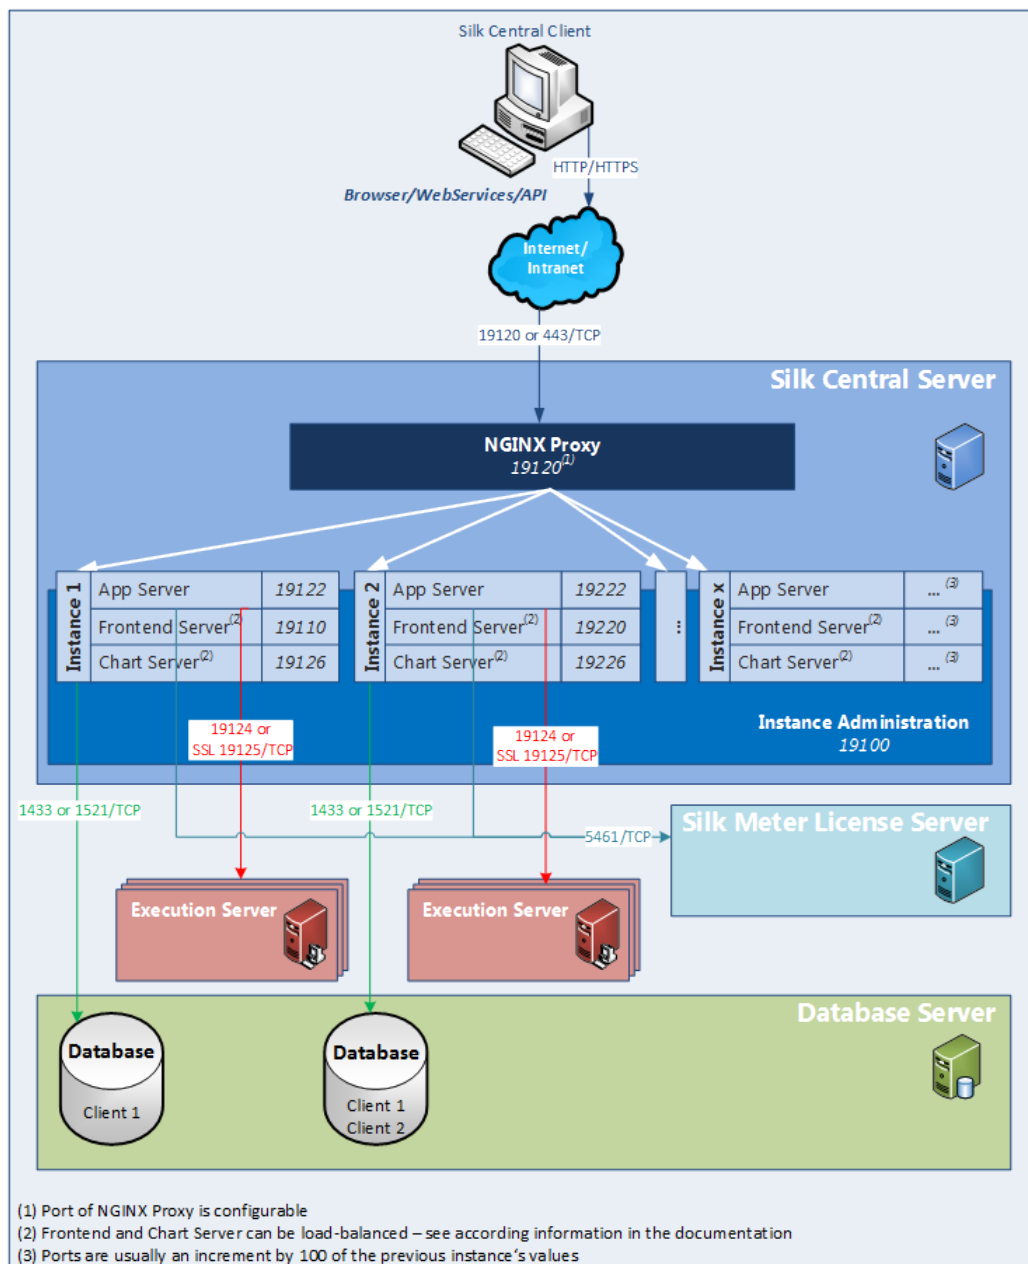 Silk Central Client
HTTP/HTTPS
Browser/WebServices/API
Internet/
Intranet
19120 or 443/TCP
Silk Central Server
NGINX Proxy
19120(1)
Instance 1
App Server 19122
Frontend Server(2) 19110
Chart Server(2) 19126
Instance 2
App Server 19222
Frontend Server(2) 19220
Chart Server(2) 19226
...
Instance x
App Server ... (3)
Frontend Server(2) ... (3)
Chart Server(2) ... (3)
19124 or
SSL 19125/TCP
19124 or
SSL 19125/TCP
Instance Administration
19100
1433 or 1521/TCP
1433 or 1521/TCP
5461/TCP
Silk Meter License Server
Execution Server
Execution Server
Database Server
Database
Client 1
Database
Client 1
Client 2
(1) Port of NGINX Proxy is configurable
(2) Frontend and Chart Server can be load-balanced – see according information in the documentation
(3) Ports are usually an increment by 100 of the previous instance‘s values